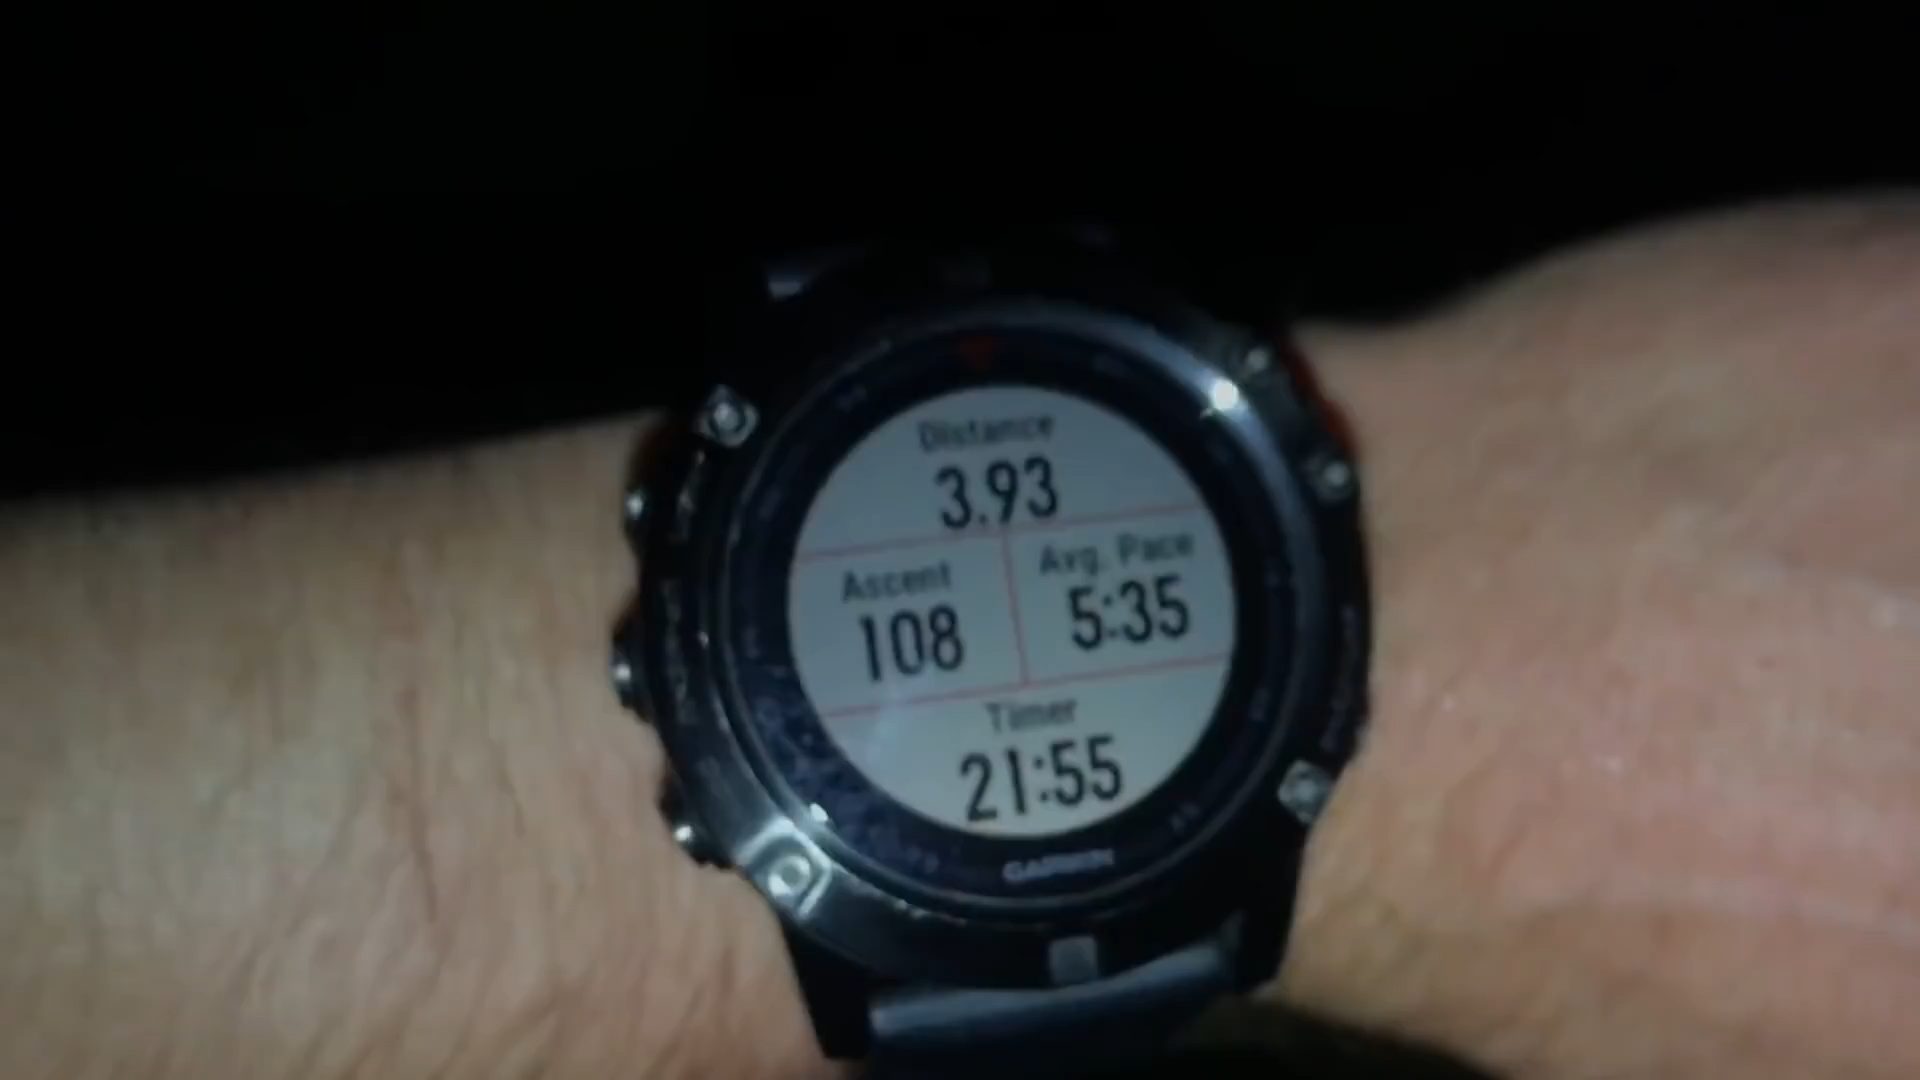 Distance
3.93
Ascent
108
Avg. Pace
5:35
Timer
21:55
GARMIN